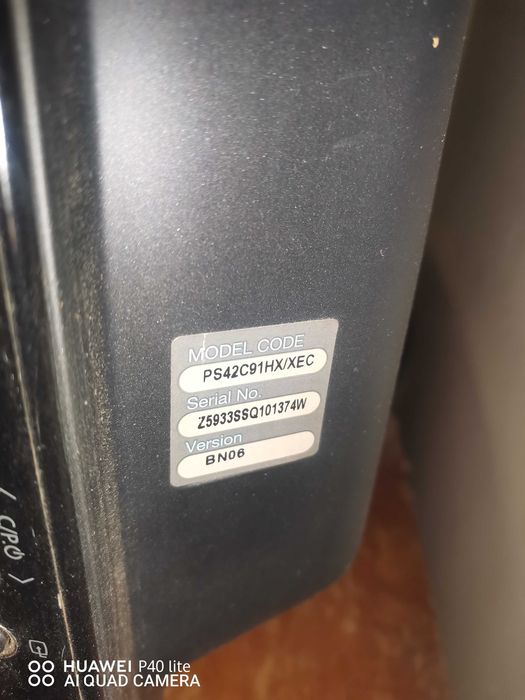 MODEL CODE
PS42C91HX/XEC
Serial No.
Z5933SSQ101374W
Version
BN06
HUAWEI P40 lite
AI QUAD CAMERA